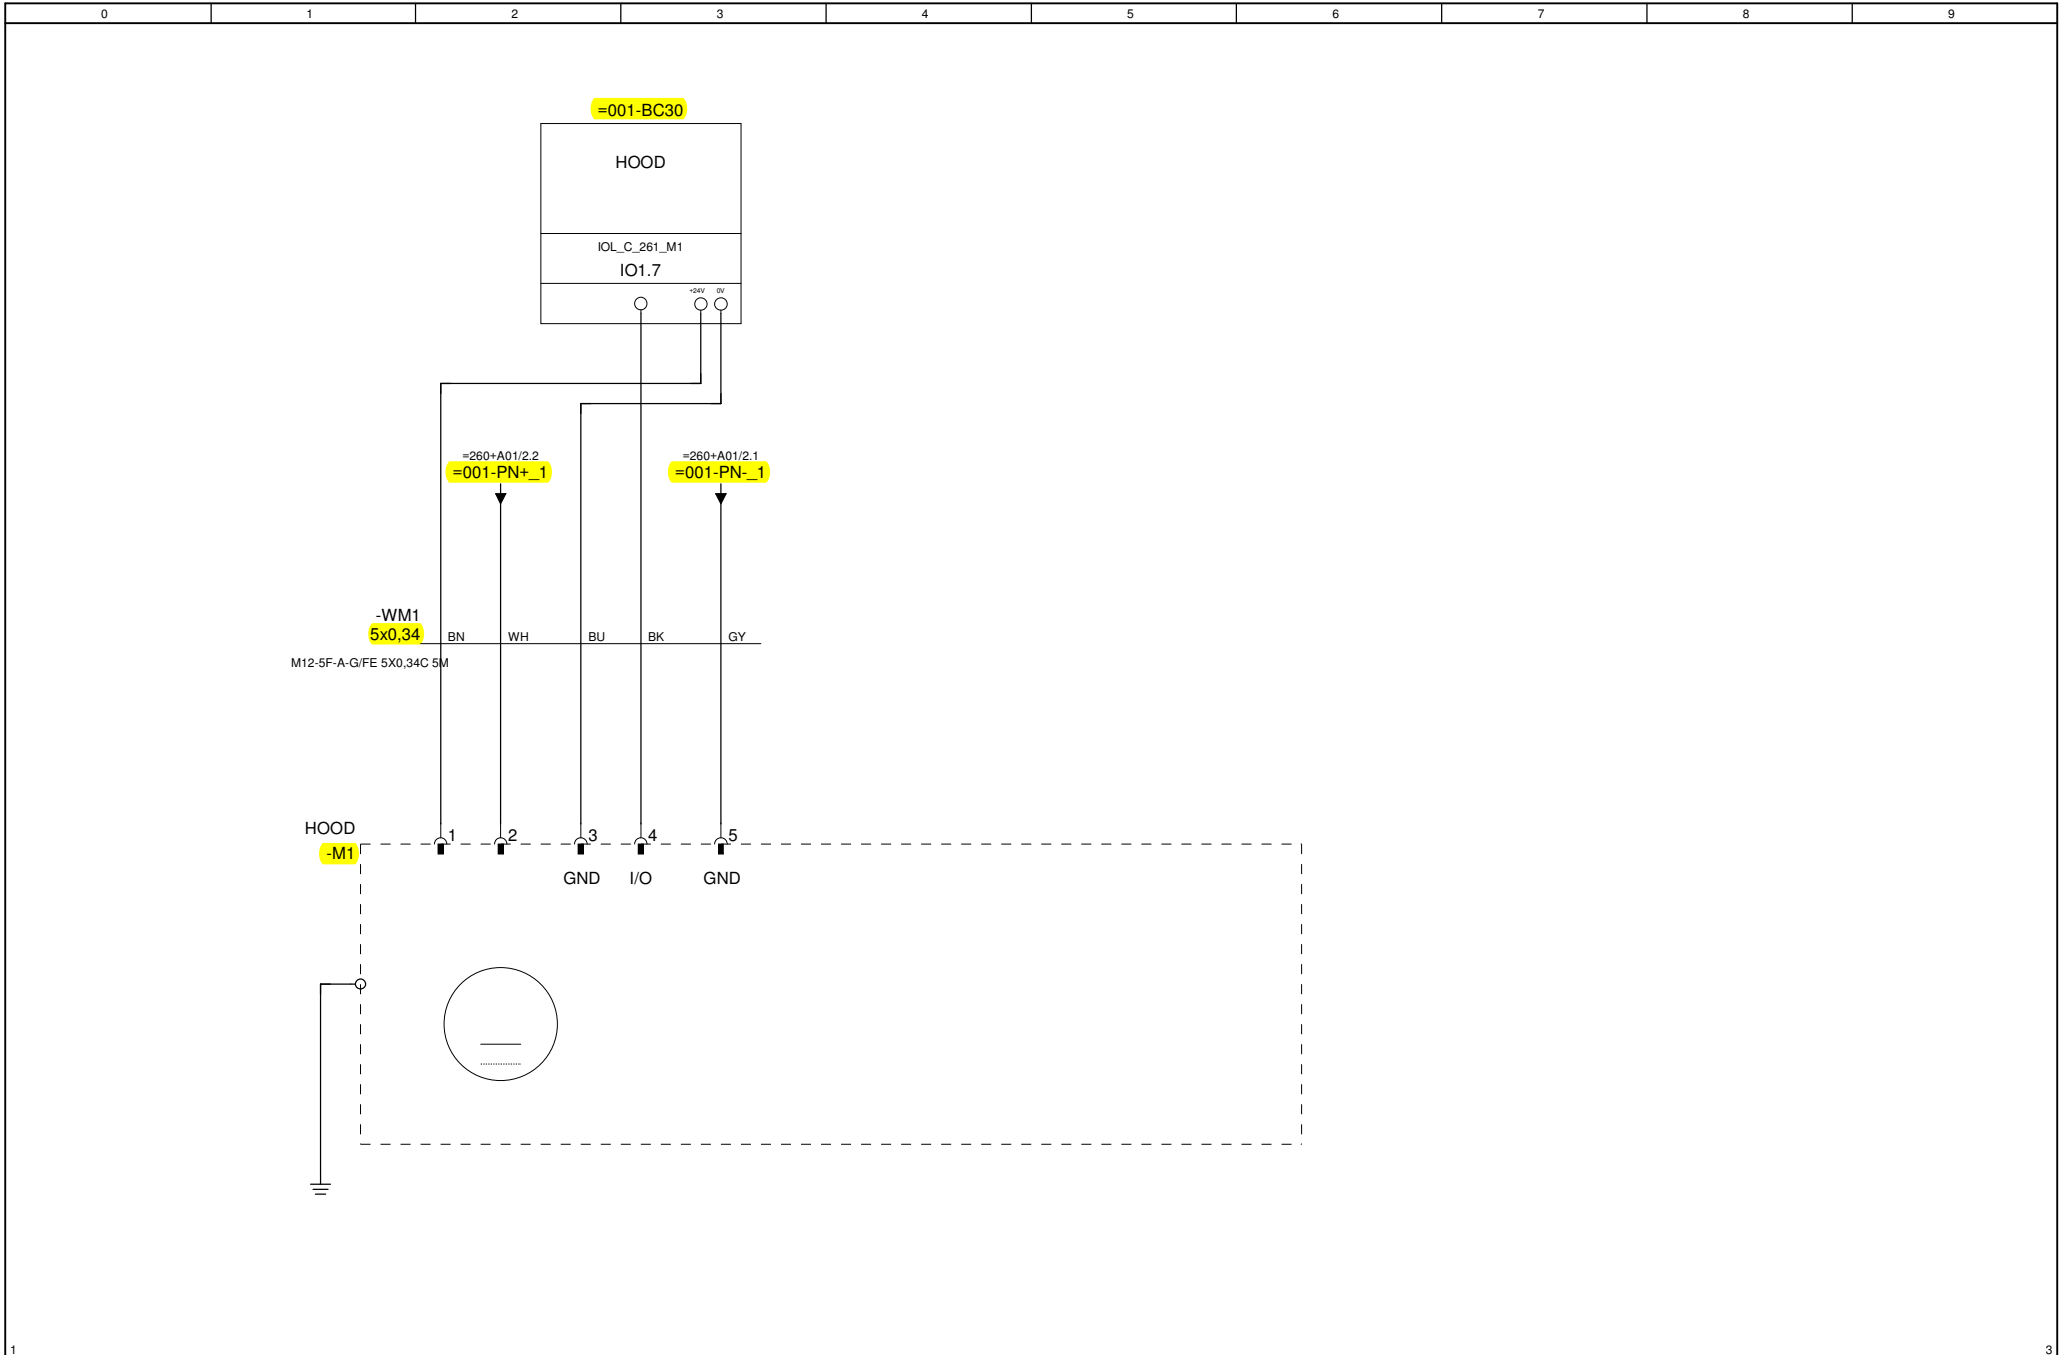 0 1 2 3 4 5 6 7 8 9
=001-BC30
HOOD
IOL_C_261_M1
IO1.7
+24V 0V
=260+A01/2.2 =260+A01/2.1
=001-PN+_1 =001-PN-_1
-WM1
5x0,34 BN WH BU BK GY
M12-5F-A-G/FE 5X0,34C 5M
HOOD 1 2 3 4 5
-M1
GND I/O GND
1 3